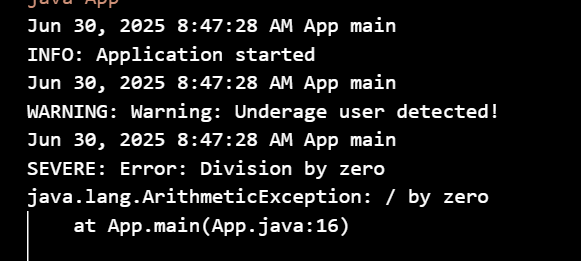 java App
Jun 30, 2025 8:47:28 AM App main
INFO: Application started
Jun 30, 2025 8:47:28 AM App main
WARNING: Warning: Underage user detected!
Jun 30, 2025 8:47:28 AM App main
SEVERE: Error: Division by zero
java.lang.ArithmeticException: / by zero
    at App.main(App.java:16)